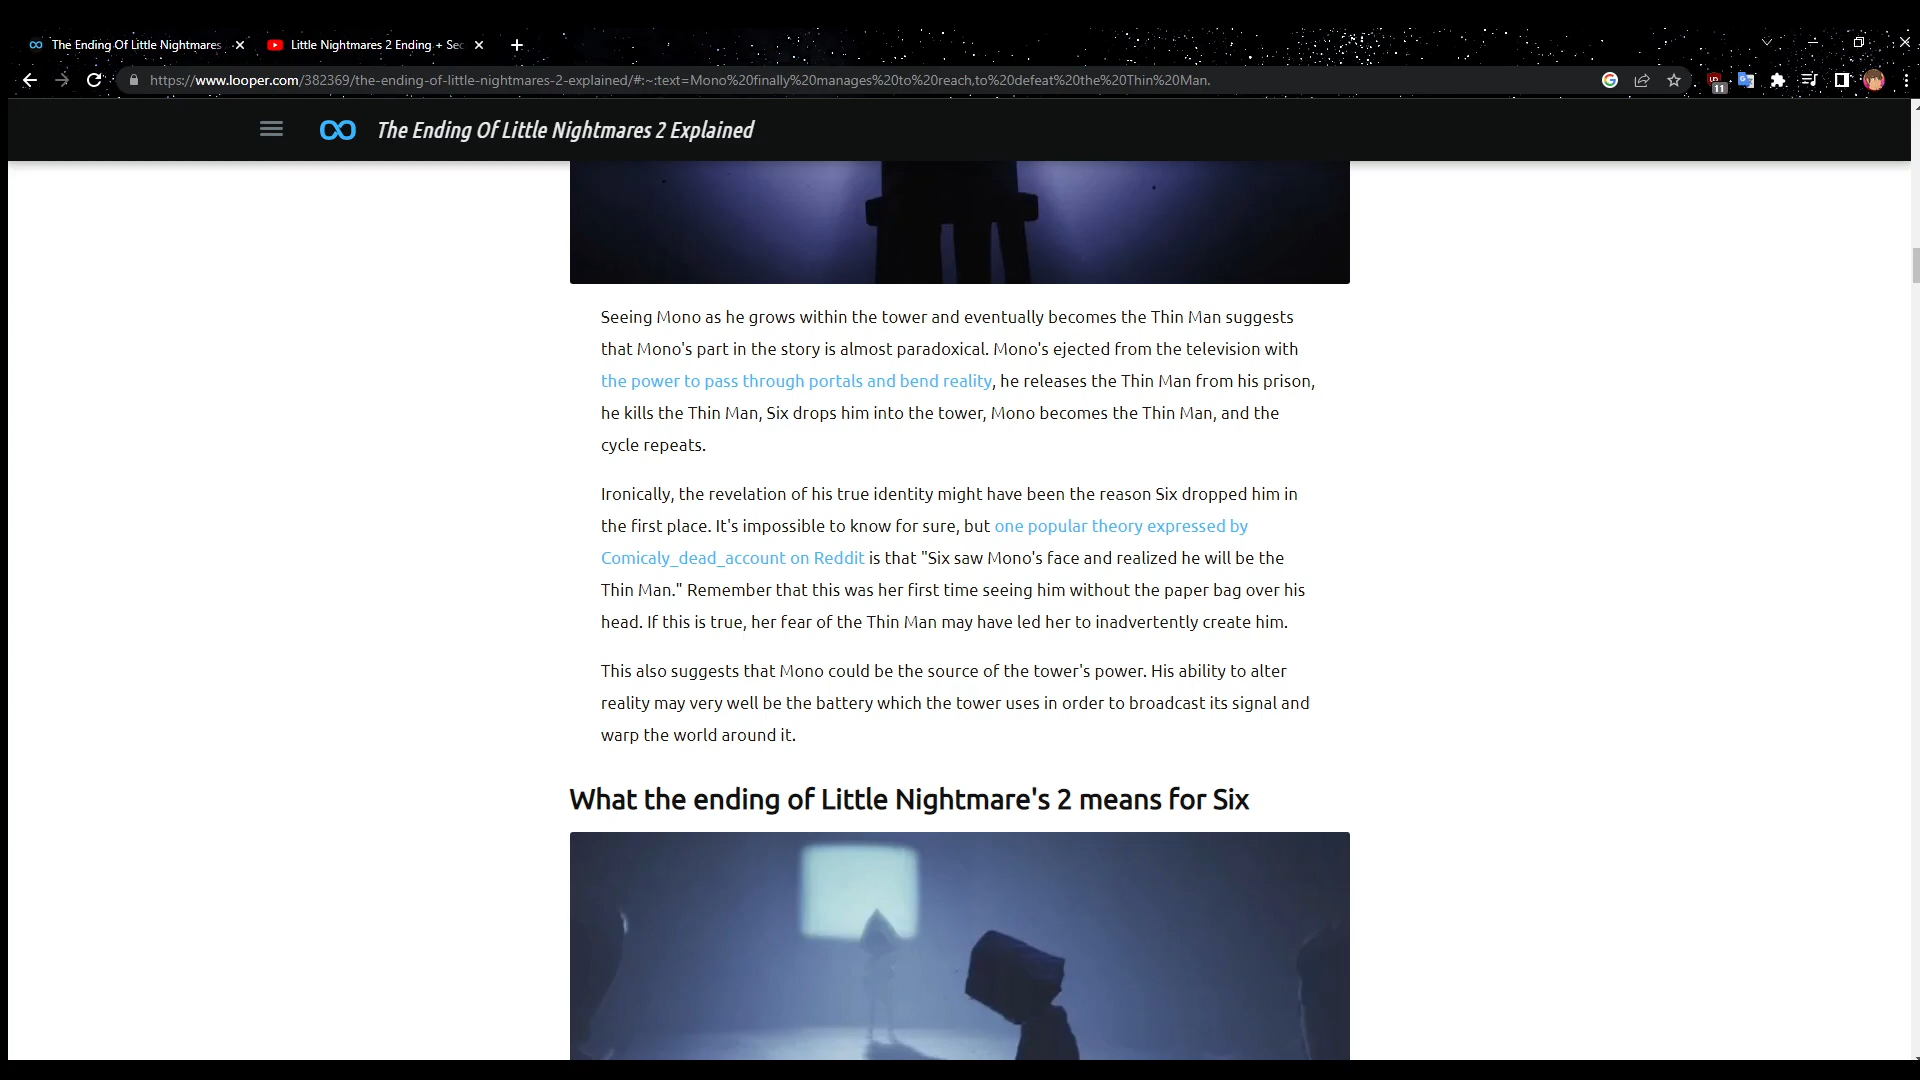 The Ending Of Little Nightmares
Little Nightmares 2 Ending + Sec
https://www.looper.com/382369/the-ending-of-little-nightmares-2-explained/#:~:text=Mono%20finally%20manages%20to%20reach,to%20defeat%20the%20Thin%20Man.
11
The Ending Of Little Nightmares 2 Explained
Seeing Mono as he grows within the tower and eventually becomes the Thin Man suggests
that Mono's part in the story is almost paradoxical. Mono's ejected from the television with
the power to pass through portals and bend reality, he releases the Thin Man from his prison,
he kills the Thin Man, Six drops him into the tower, Mono becomes the Thin Man, and the
cycle repeats.
Ironically, the revelation of his true identity might have been the reason Six dropped him in
the first place. It's impossible to know for sure, but one popular theory expressed by
Comicaly_dead_account on Reddit is that "Six saw Mono's face and realized he will be the
Thin Man." Remember that this was her first time seeing him without the paper bag over his
head. If this is true, her fear of the Thin Man may have led her to inadvertently create him.
This also suggests that Mono could be the source of the tower's power. His ability to alter
reality may very well be the battery which the tower uses in order to broadcast its signal and
warp the world around it.
What the ending of Little Nightmare's 2 means for Six